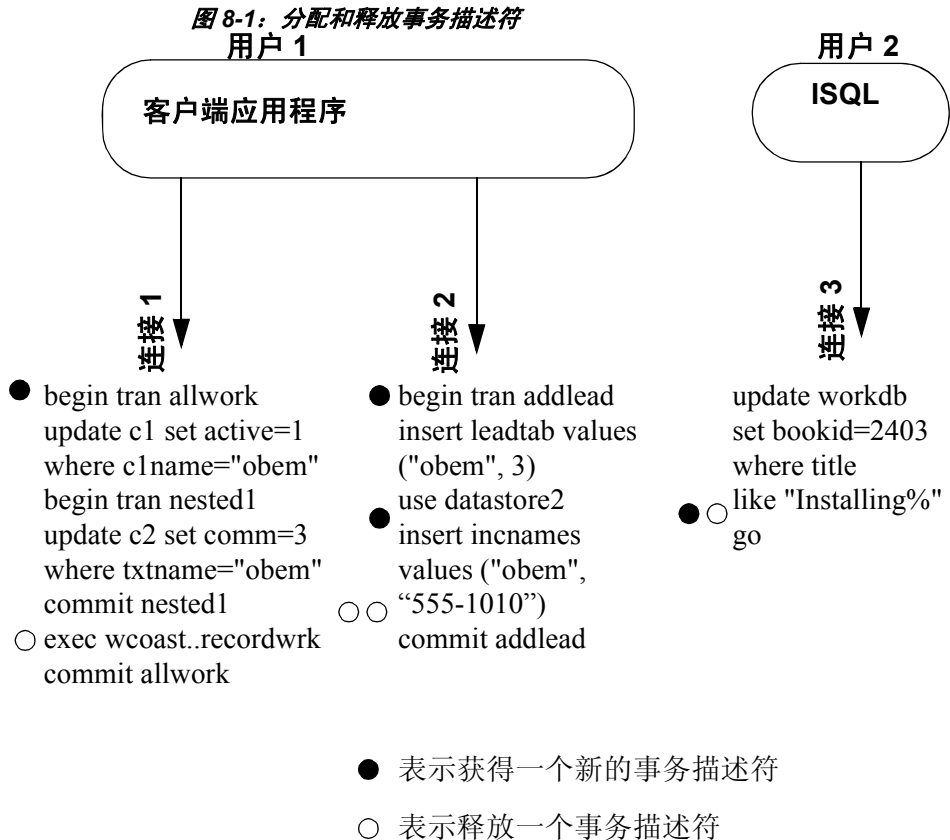 图 8-1：分配和释放事务描述符
用户 1
客户端应用程序
连接 1
begin tran allwork
update c1 set active=1
where c1name="obem"
begin tran nested1
update c2 set comm=3
where txtname="obem"
commit nested1
exec wcoast..recordwrk
commit allwork
连接 2
begin tran addlead
insert leadtab values
("obem", 3)
use datastore2
insert incnames
values ("obem",
“555-1010”)
commit addlead
用户 2
ISQL
连接 3
update workdb
set bookid=2403
where title
like "Installing%"
go
表示获得一个新的事务描述符
表示释放一个事务描述符